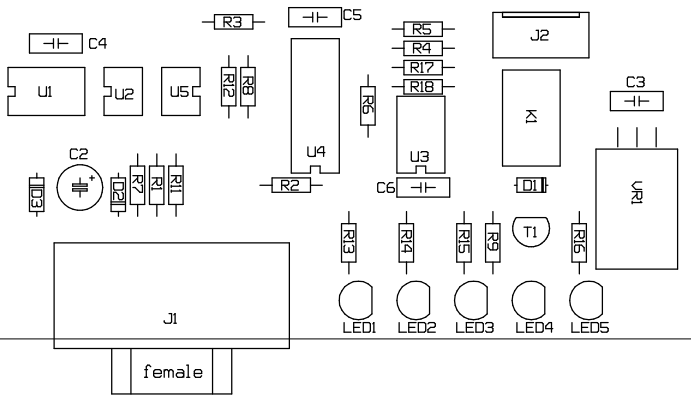 R3
C5
R5
J2
C4
R4
R17
R18
C3
U1
U2
U5
R12
R8
R6
K1
U4
U3
C2
+
D3
D2
R7
R1
R11
R2
C6
D1
VR1
R13
R14
R15
R9
T1
R16
J1
LED1
LED2
LED3
LED4
LED5
female